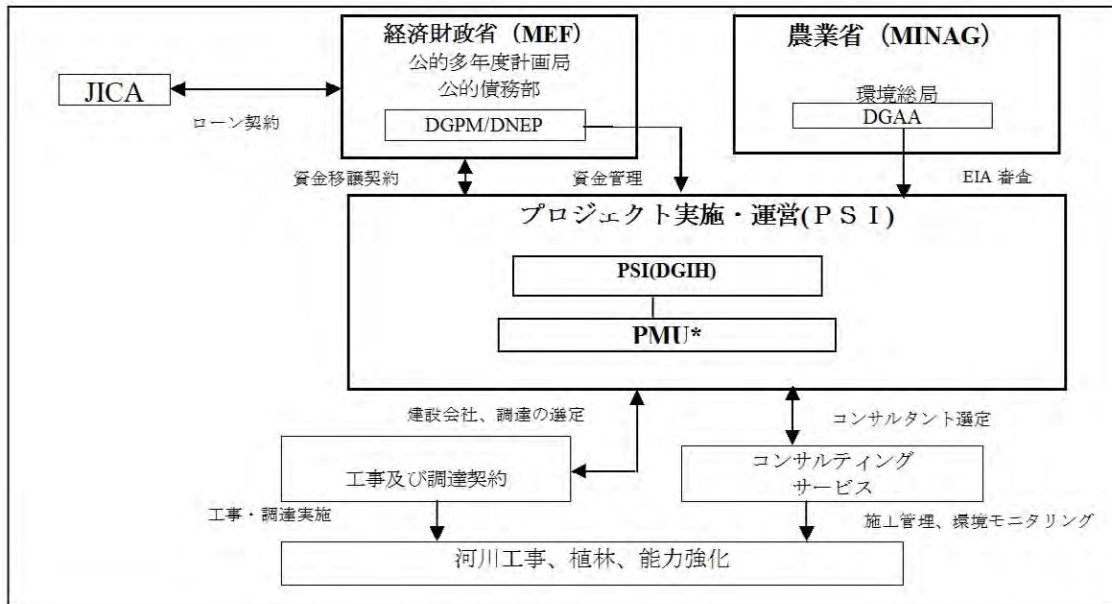 経済財政省（MEF）
公的多年度計画局
公的債務部
DGPM/DNEP
農業省（MINAG）
環境総局
DGAA
JICA
ローン契約
資金移譲契約
資金管理
EIA 審査
プロジェクト実施・運営(ＰＳＩ)
PSI(DGIH)
PMU*
建設会社、調達の選定
コンサルタント選定
工事及び調達契約
コンサルティング
サービス
工事・調達実施
施工管理、環境モニタリング
河川工事、植林、能力強化